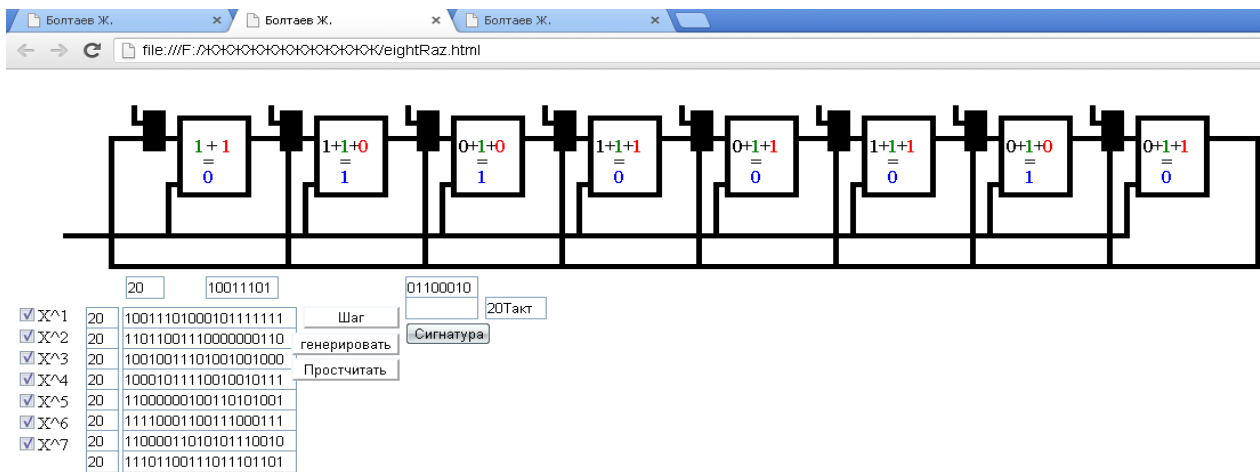 Болтаев Ж. × Болтаев Ж. × Болтаев Ж. ×
file:///F:/ЖЖЖЖЖЖЖЖЖЖЖЖЖЖ/eightRaz.html
1 + 1 1+1+0 0+1+0 1+1+1 0+1+1 1+1+1 0+1+0 0+1+1
= = = = = = = =
0 1 1 0 0 0 1 0
20 10011101 01100010
20Такт
X^1 20 10011101000101111111 Шаг
X^2 20 11011001110000000110 генерировать Сигнатура
X^3 20 10010011101001001000 Простчитать
X^4 20 10001011110010010111
X^5 20 11000000100110101001
X^6 20 11110001100111000111
X^7 20 11000011010101110010
20 11101100111011101101